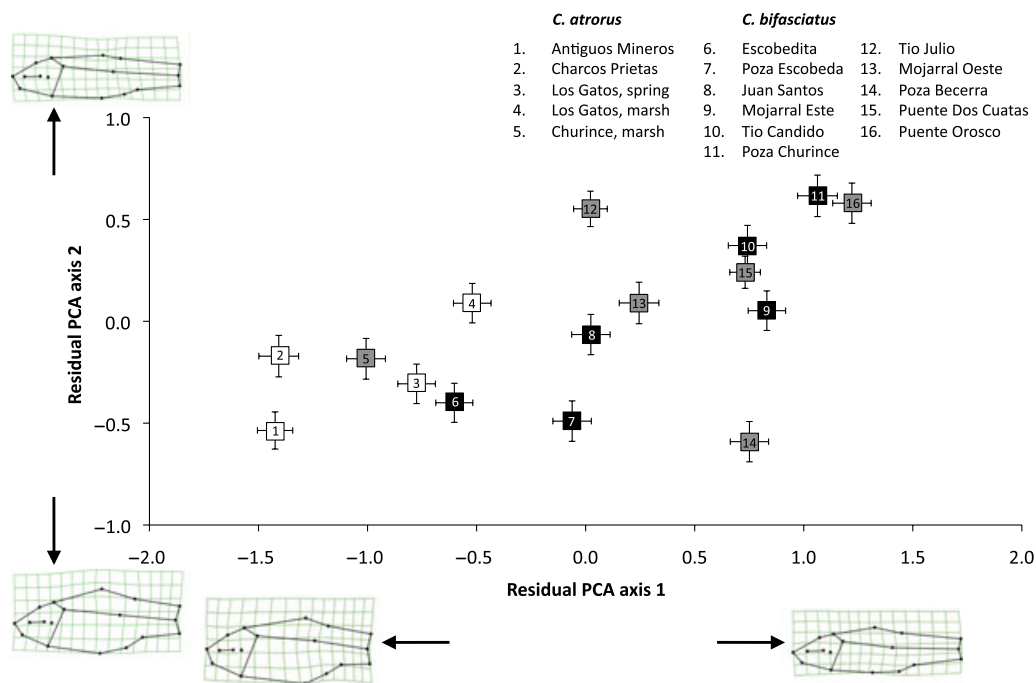 C. atrorus C. bifasciatus
1. Antiguos Mineros 6. Escobedita 12. Tio Julio
2. Charcos Prietas 7. Poza Escobeda 13. Mojarral Oeste
3. Los Gatos, spring 8. Juan Santos 14. Poza Becerra
4. Los Gatos, marsh 9. Mojarral Este 15. Puente Dos Cuatas
5. Churince, marsh 10. Tio Candido 16. Puente Orosco
11. Poza Churince
1.0
11
16
12
0.5
10
15
Residual PCA axis 2
4
13
9
0.0
8
2
5
3
6
7
–0.5
1
14
–1.0
–2.0 –1.5 –1.0 –0.5 0.0 0.5 1.0 1.5 2.0
Residual PCA axis 1